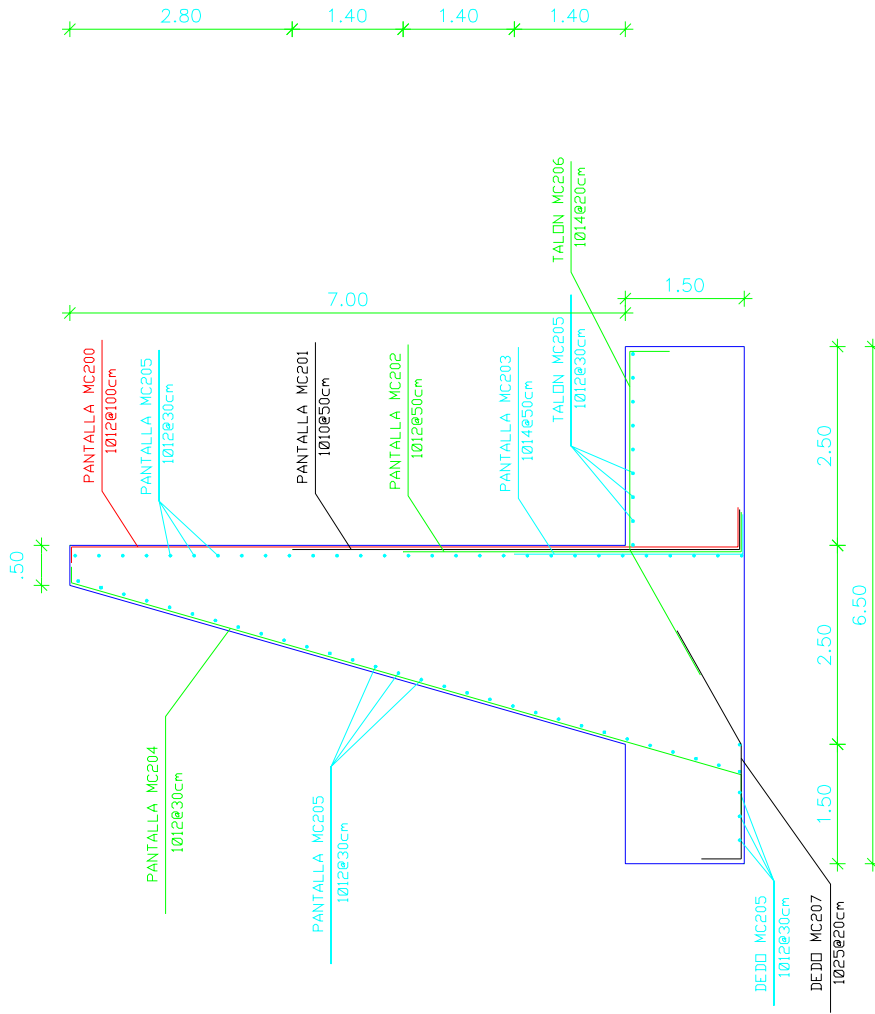 2.80
1.40
1.40
1.40
7.00
1.50
.50
2.50
2.50
1.50
6.50
PANTALLA MC200
1Ø12@100cm
PANTALLA MC205
1Ø12@30cm
PANTALLA MC201
1Ø10@50cm
PANTALLA MC202
1Ø12@50cm
PANTALLA MC203
1Ø14@50cm
TALON MC205
1Ø12@30cm
TALON MC206
1Ø14@20cm
PANTALLA MC204
1Ø12@30cm
PANTALLA MC205
1Ø12@30cm
DEDO MC205
1Ø12@30cm
DEDO MC207
1Ø25@20cm